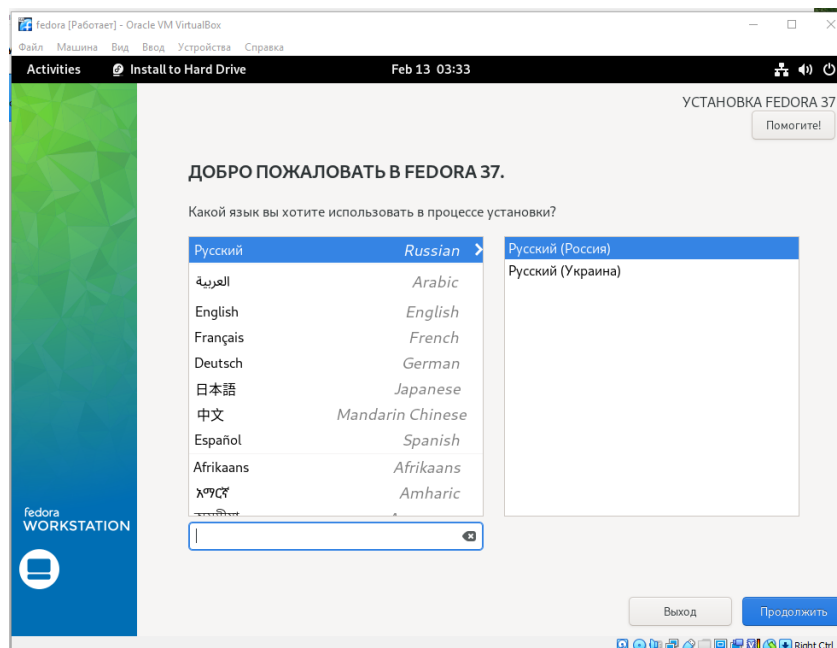 fedora [Работает] - Oracle VM VirtualBox
Файл Машина Вид Ввод Устройства Справка
Activities Install to Hard Drive Feb 13 03:33
УСТАНОВКА FEDORA 37
Помогите!
ДОБРО ПОЖАЛОВАТЬ В FEDORA 37.
Какой язык вы хотите использовать в процессе установки?
Русский Russian
العربية Arabic
English English
Français French
Deutsch German
日本語 Japanese
中文 Mandarin Chinese
Español Spanish
Afrikaans Afrikaans
አማርኛ Amharic
Русский (Россия)
Русский (Украина)
fedora
WORKSTATION
Выход Продолжить
Right Ctrl